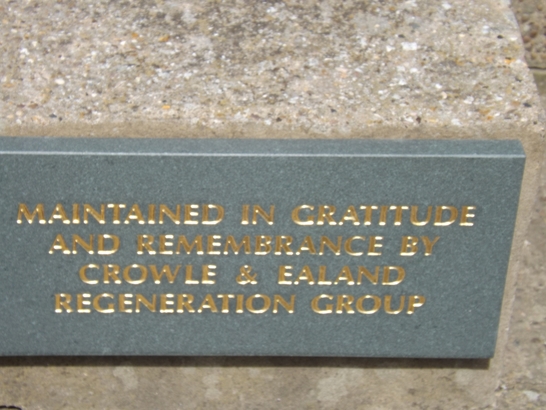 MAINTAINED IN GRATITUDE
AND REMEMBRANCE BY
CROWLE & EALAND
REGENERATION GROUP